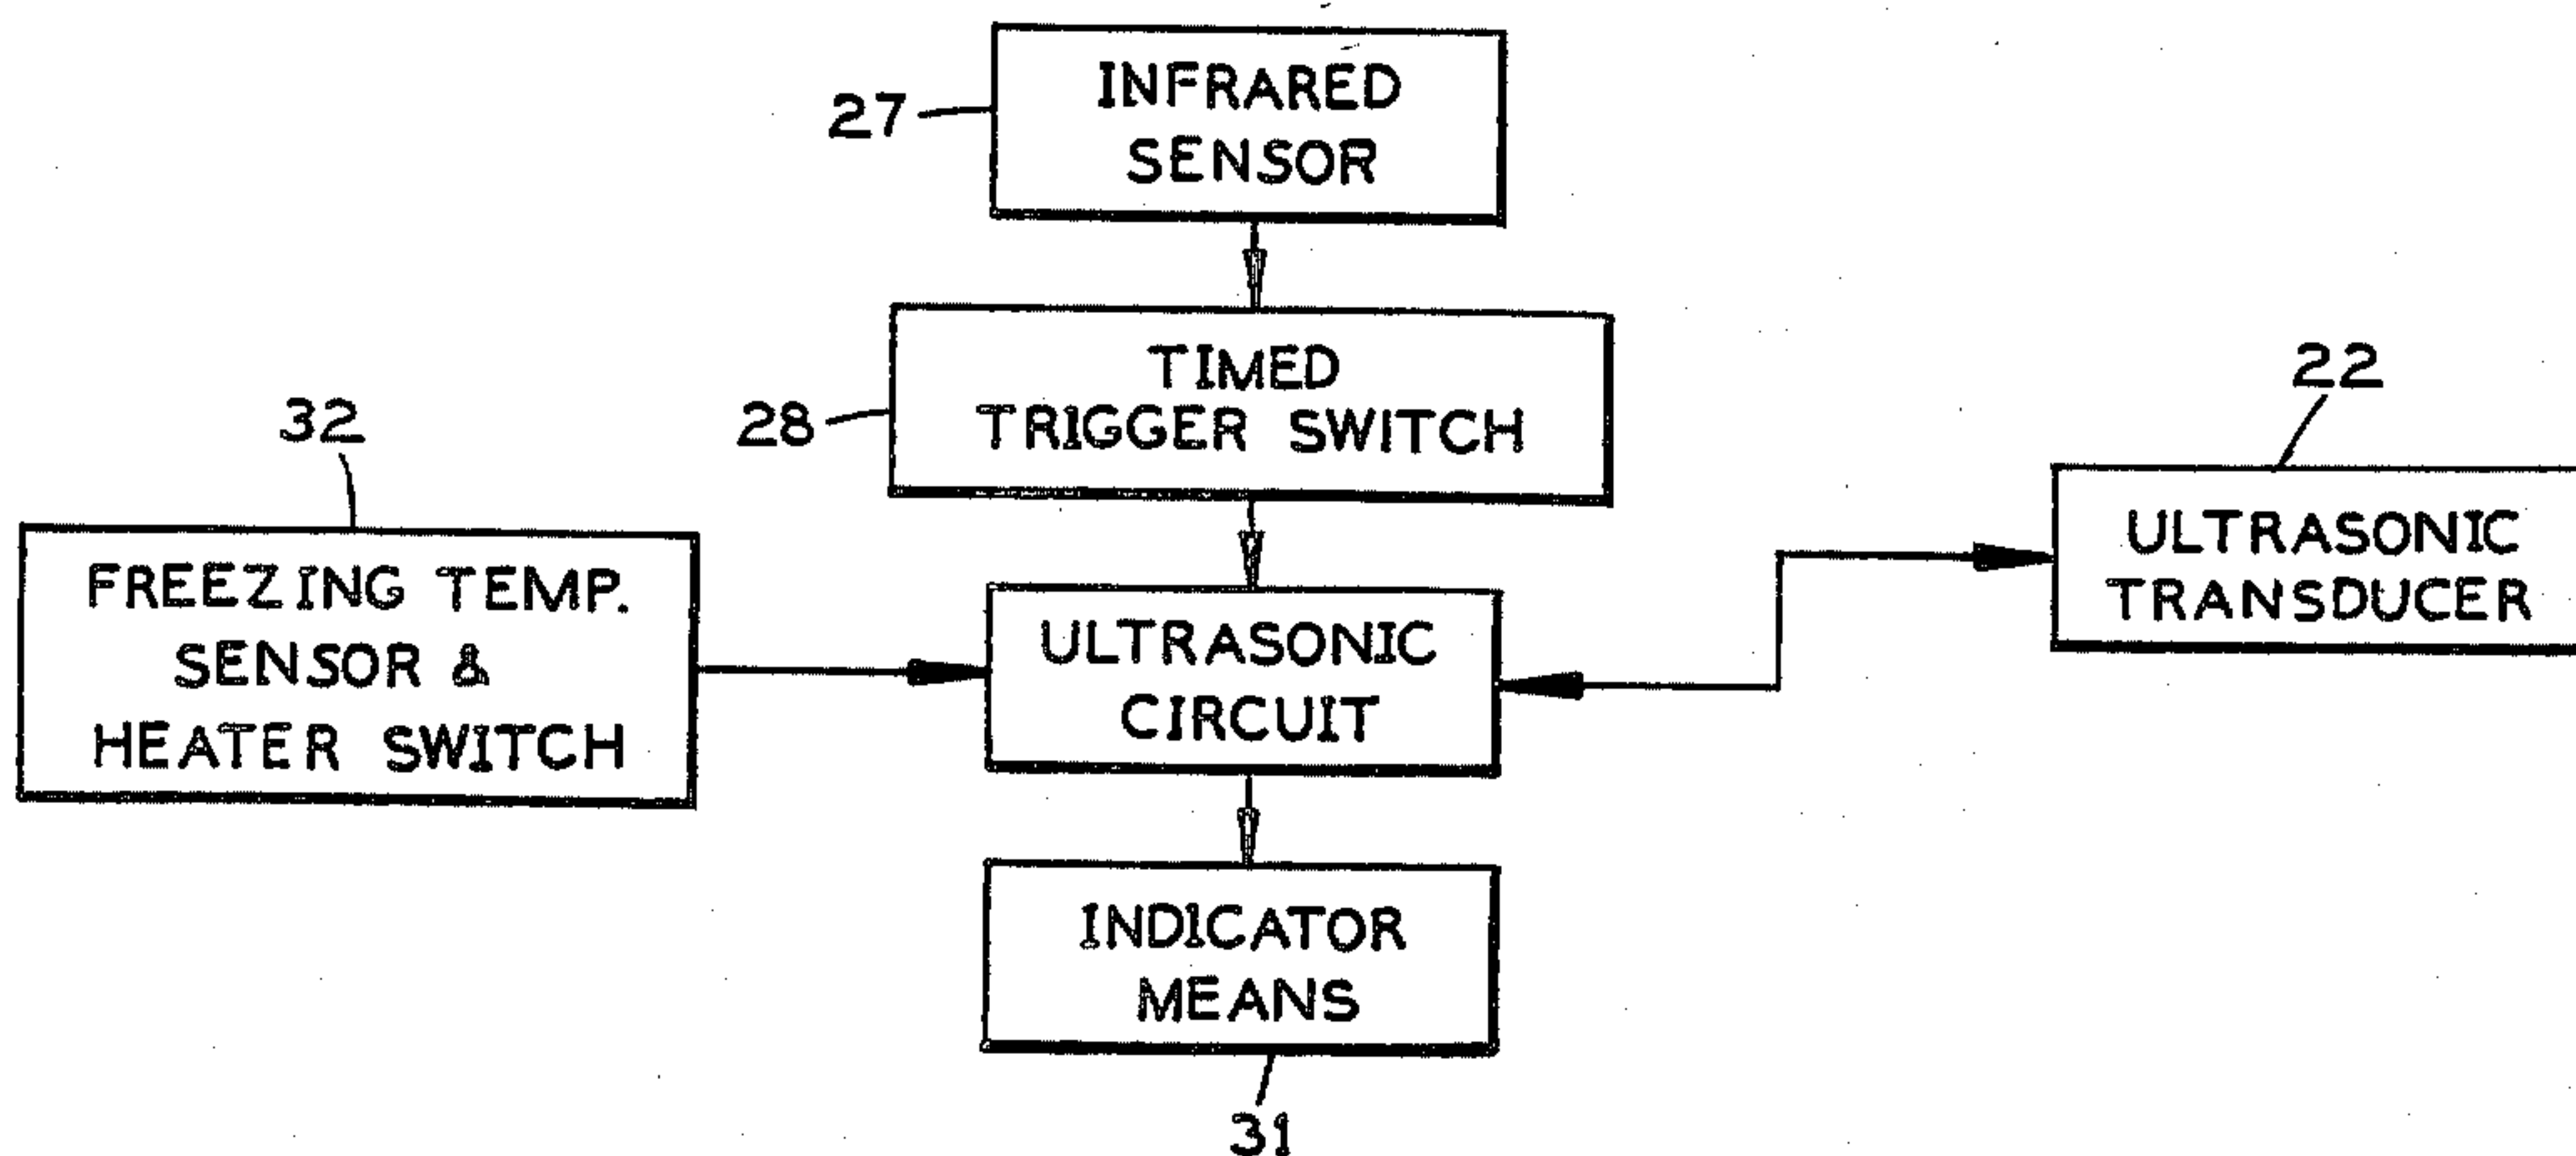 INFRARED
SENSOR
27
TIMED
TRIGGER SWITCH
28
22
ULTRASONIC
TRANSDUCER
32
FREEZING TEMP.
SENSOR &
HEATER SWITCH
ULTRASONIC
CIRCUIT
INDICATOR
MEANS
31